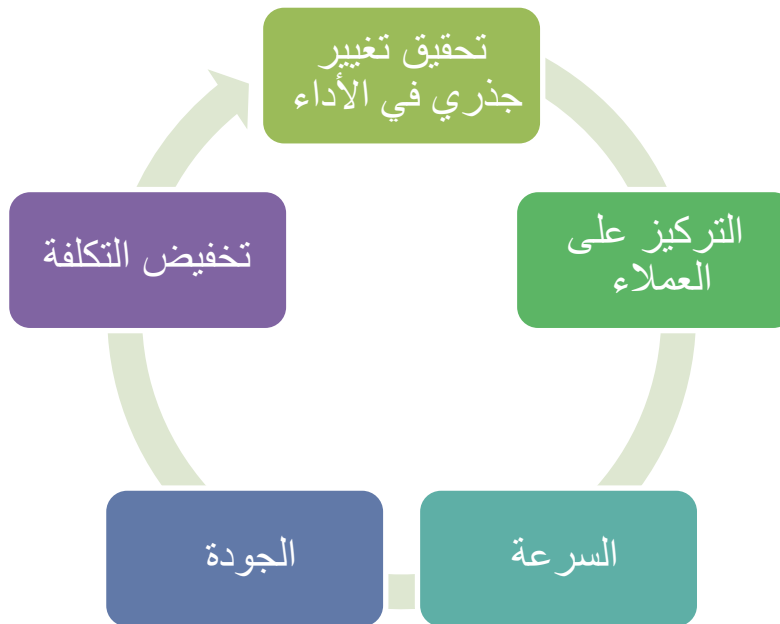 تحقيق تغيير
جذري في الأداء
التركيز على
العملاء
السرعة
الجودة
تخفيض التكلفة